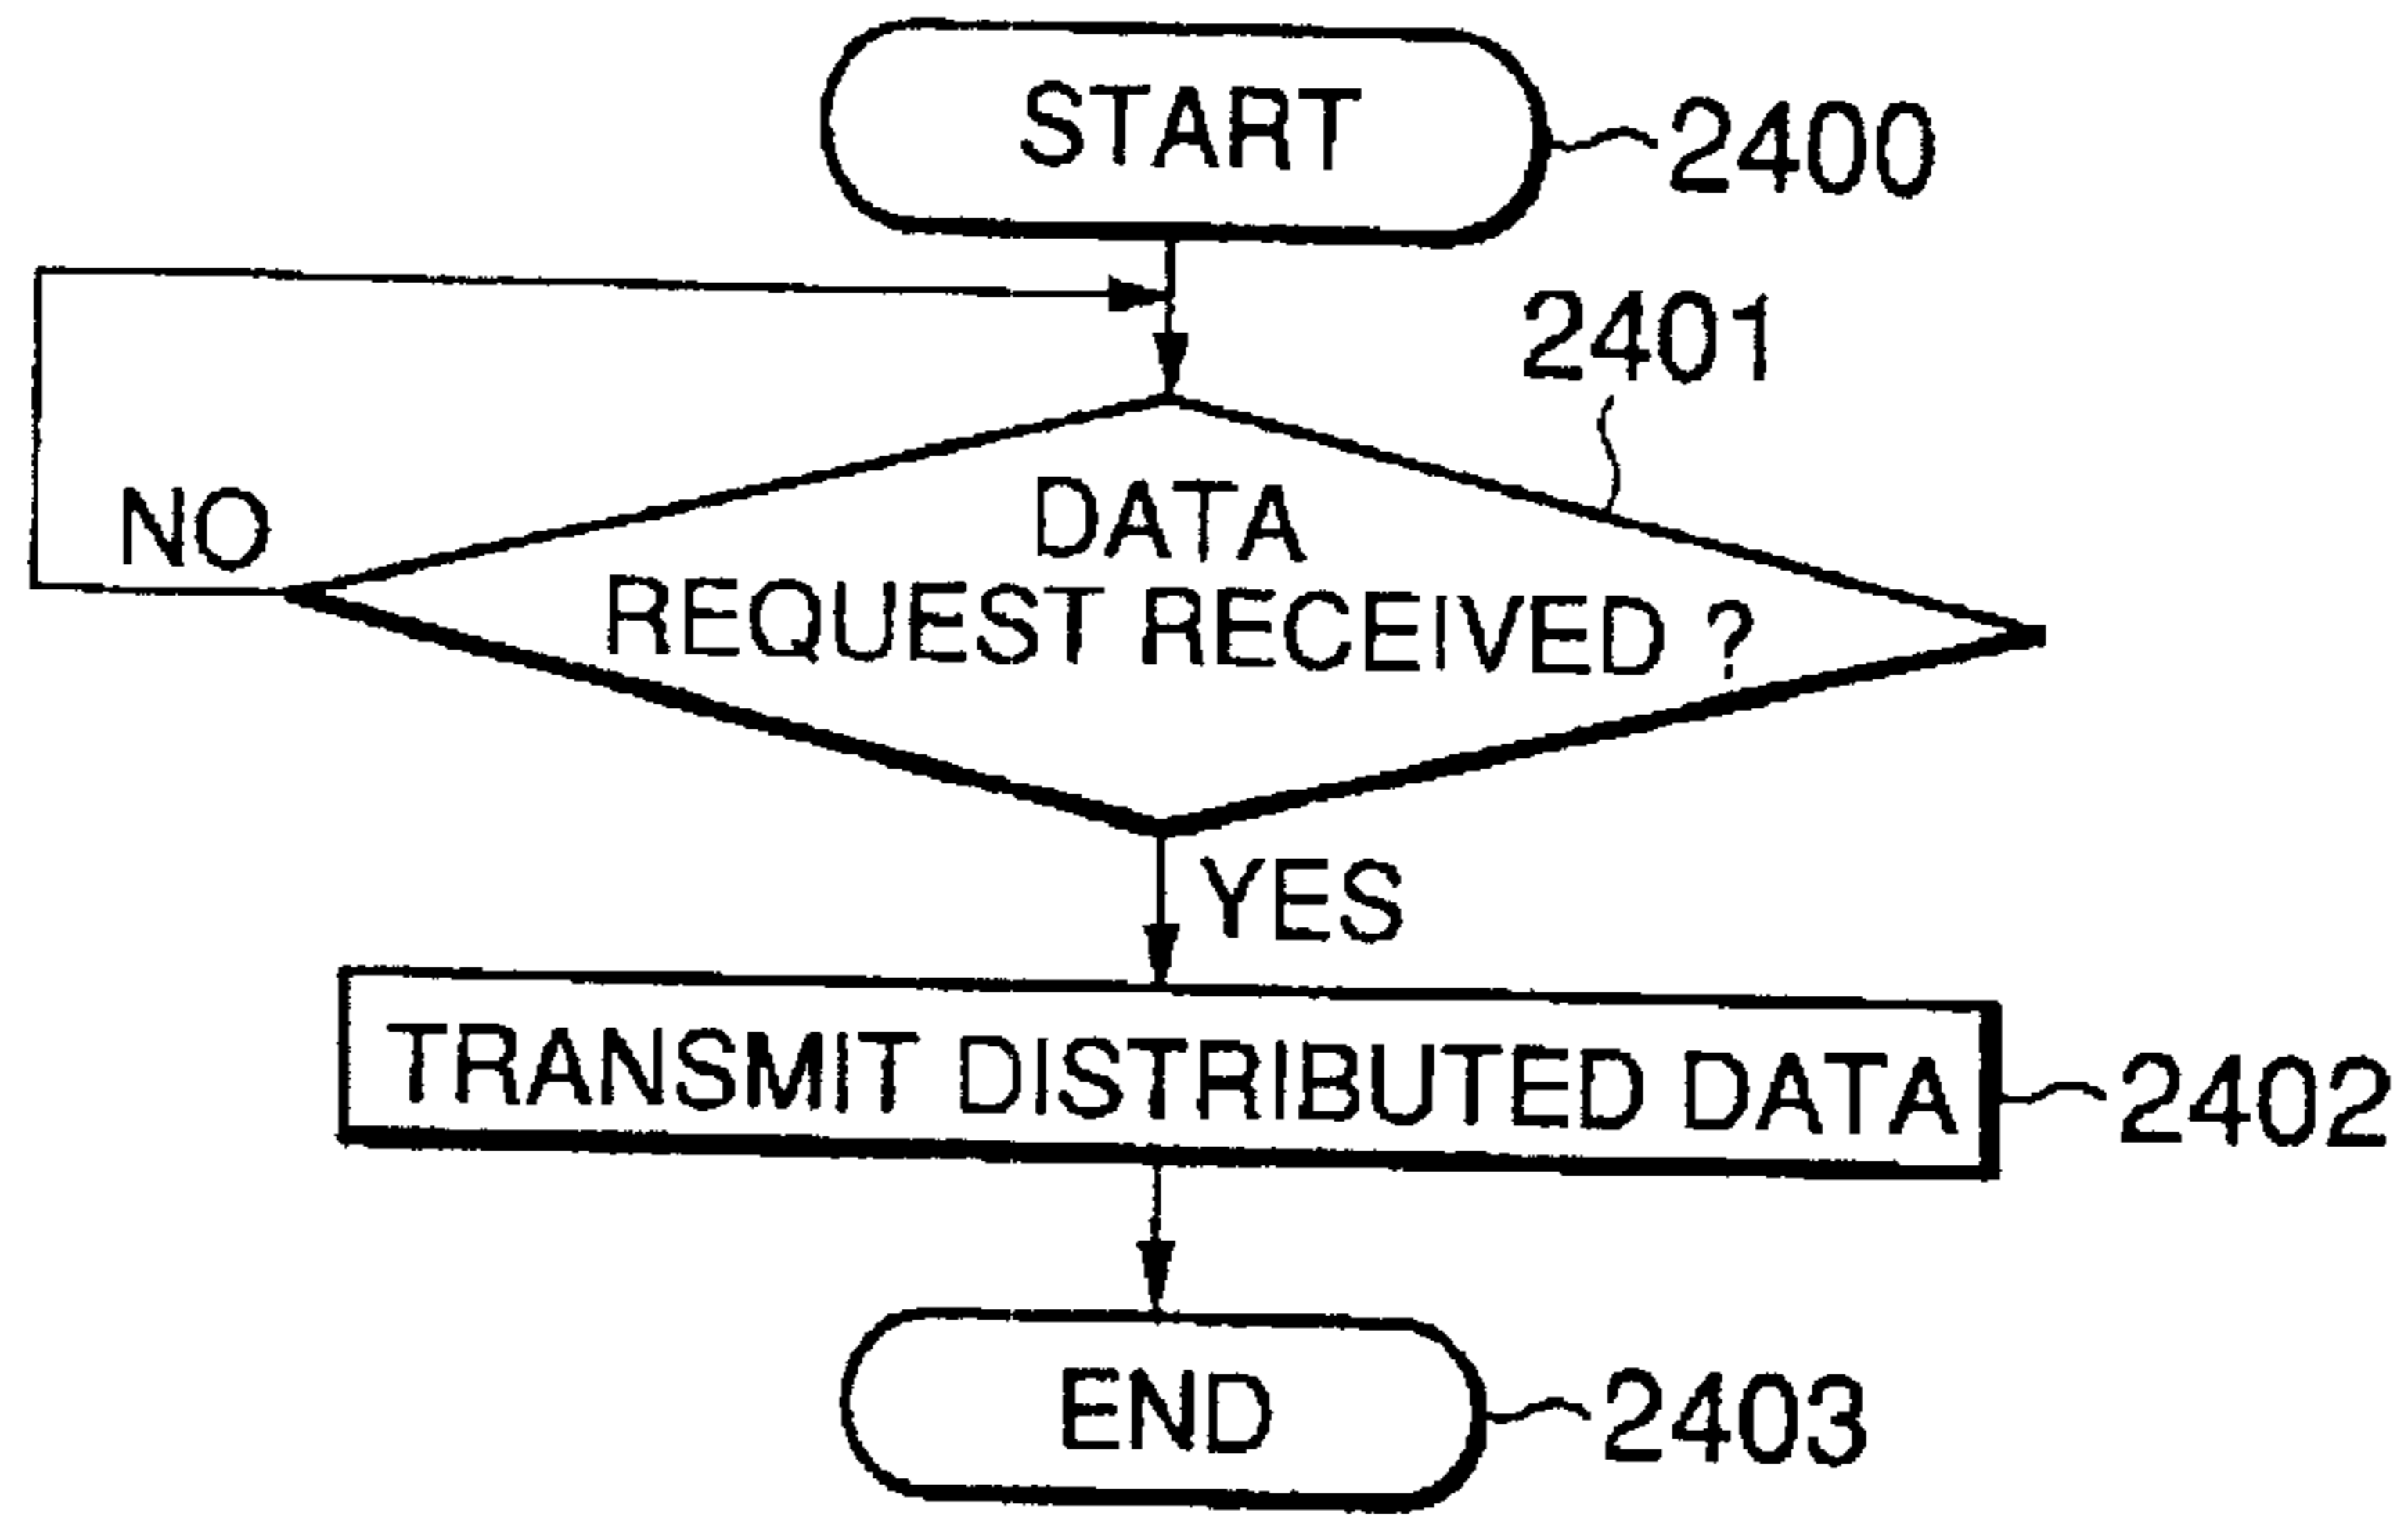 START
2400
2401
DATA
REQUEST RECEIVED ?
NO
YES
TRANSMIT DISTRIBUTED DATA
2402
END
2403